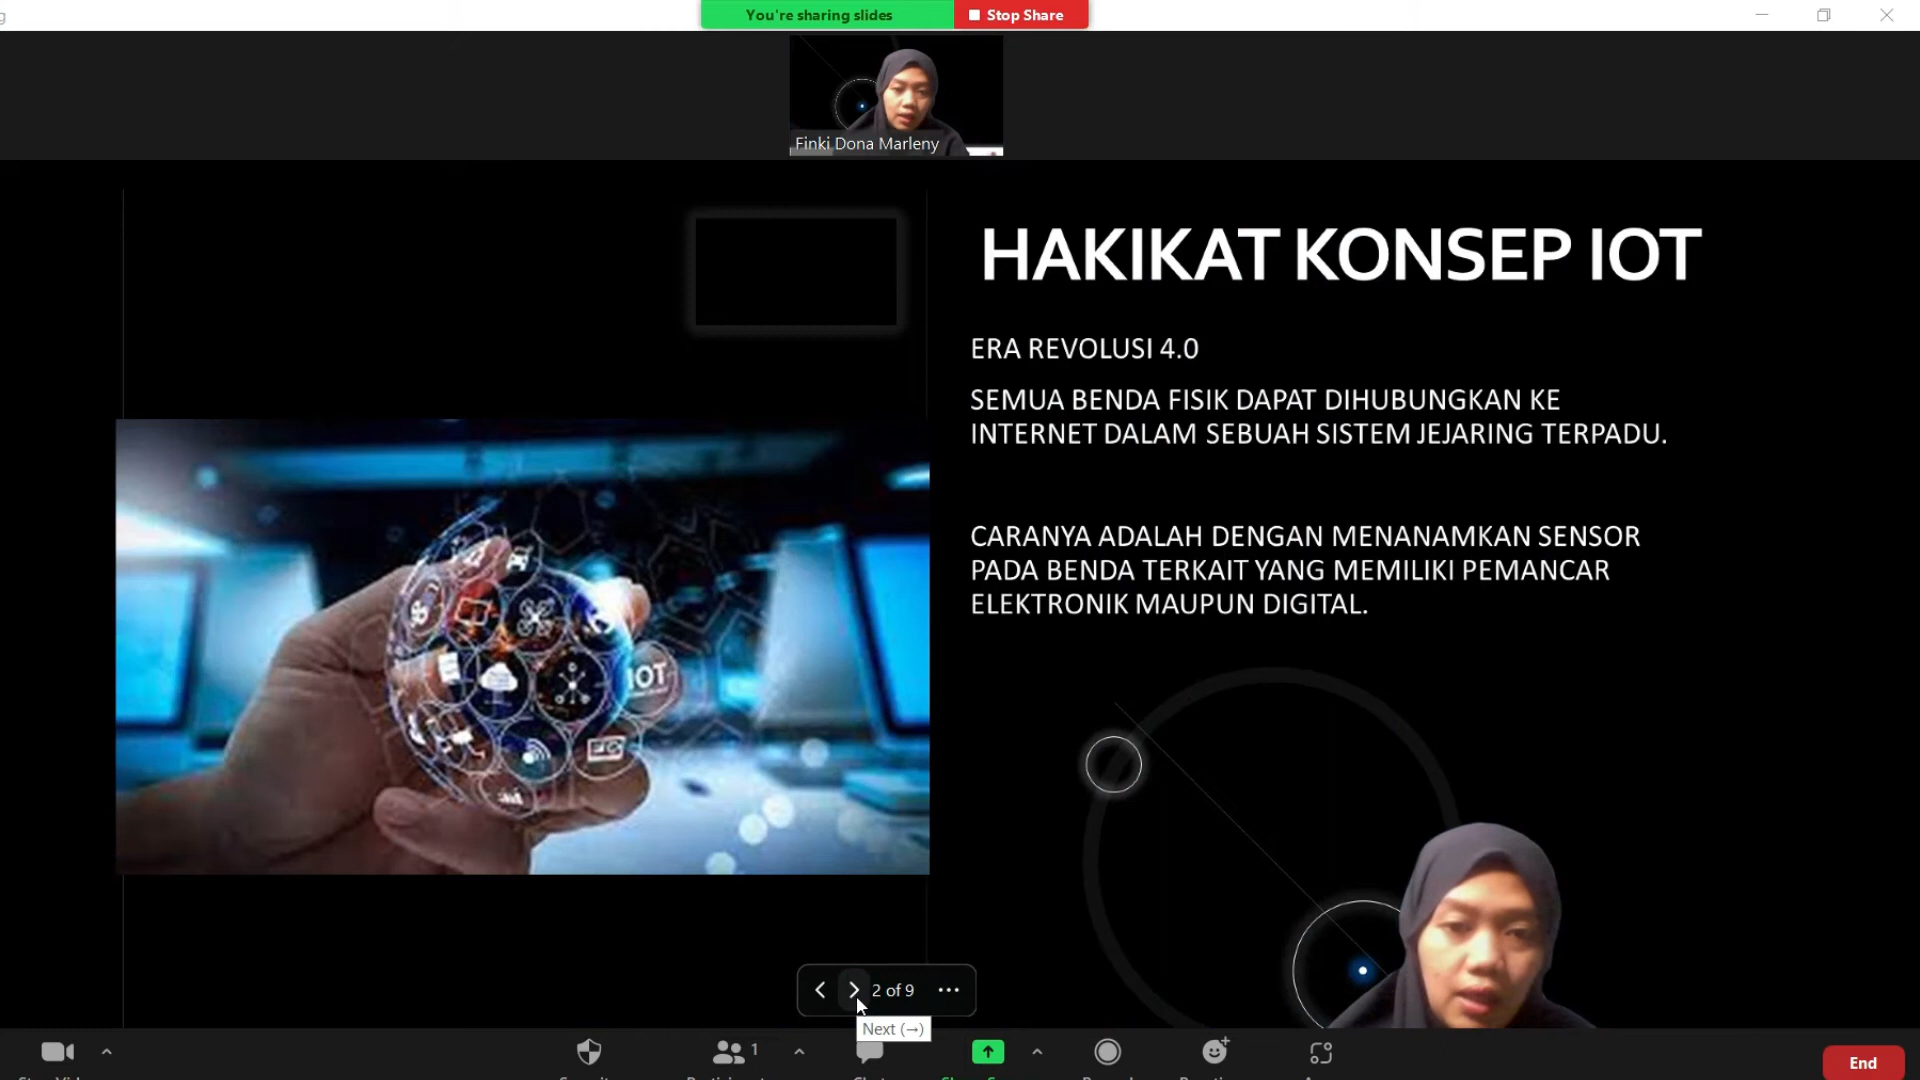 You're sharing slides
Stop Share
Finki Dona Marleny
HAKIKAT KONSEP IOT
ERA REVOLUSI 4.0
SEMUA BENDA FISIK DAPAT DIHUBUNGKAN KE
INTERNET DALAM SEBUAH SISTEM JEJARING TERPADU.
CARANYA ADALAH DENGAN MENANAMKAN SENSOR
PADA BENDA TERKAIT YANG MEMILIKI PEMANCAR
ELEKTRONIK MAUPUN DIGITAL.
IOT
2 of 9
Next (→)
1
End